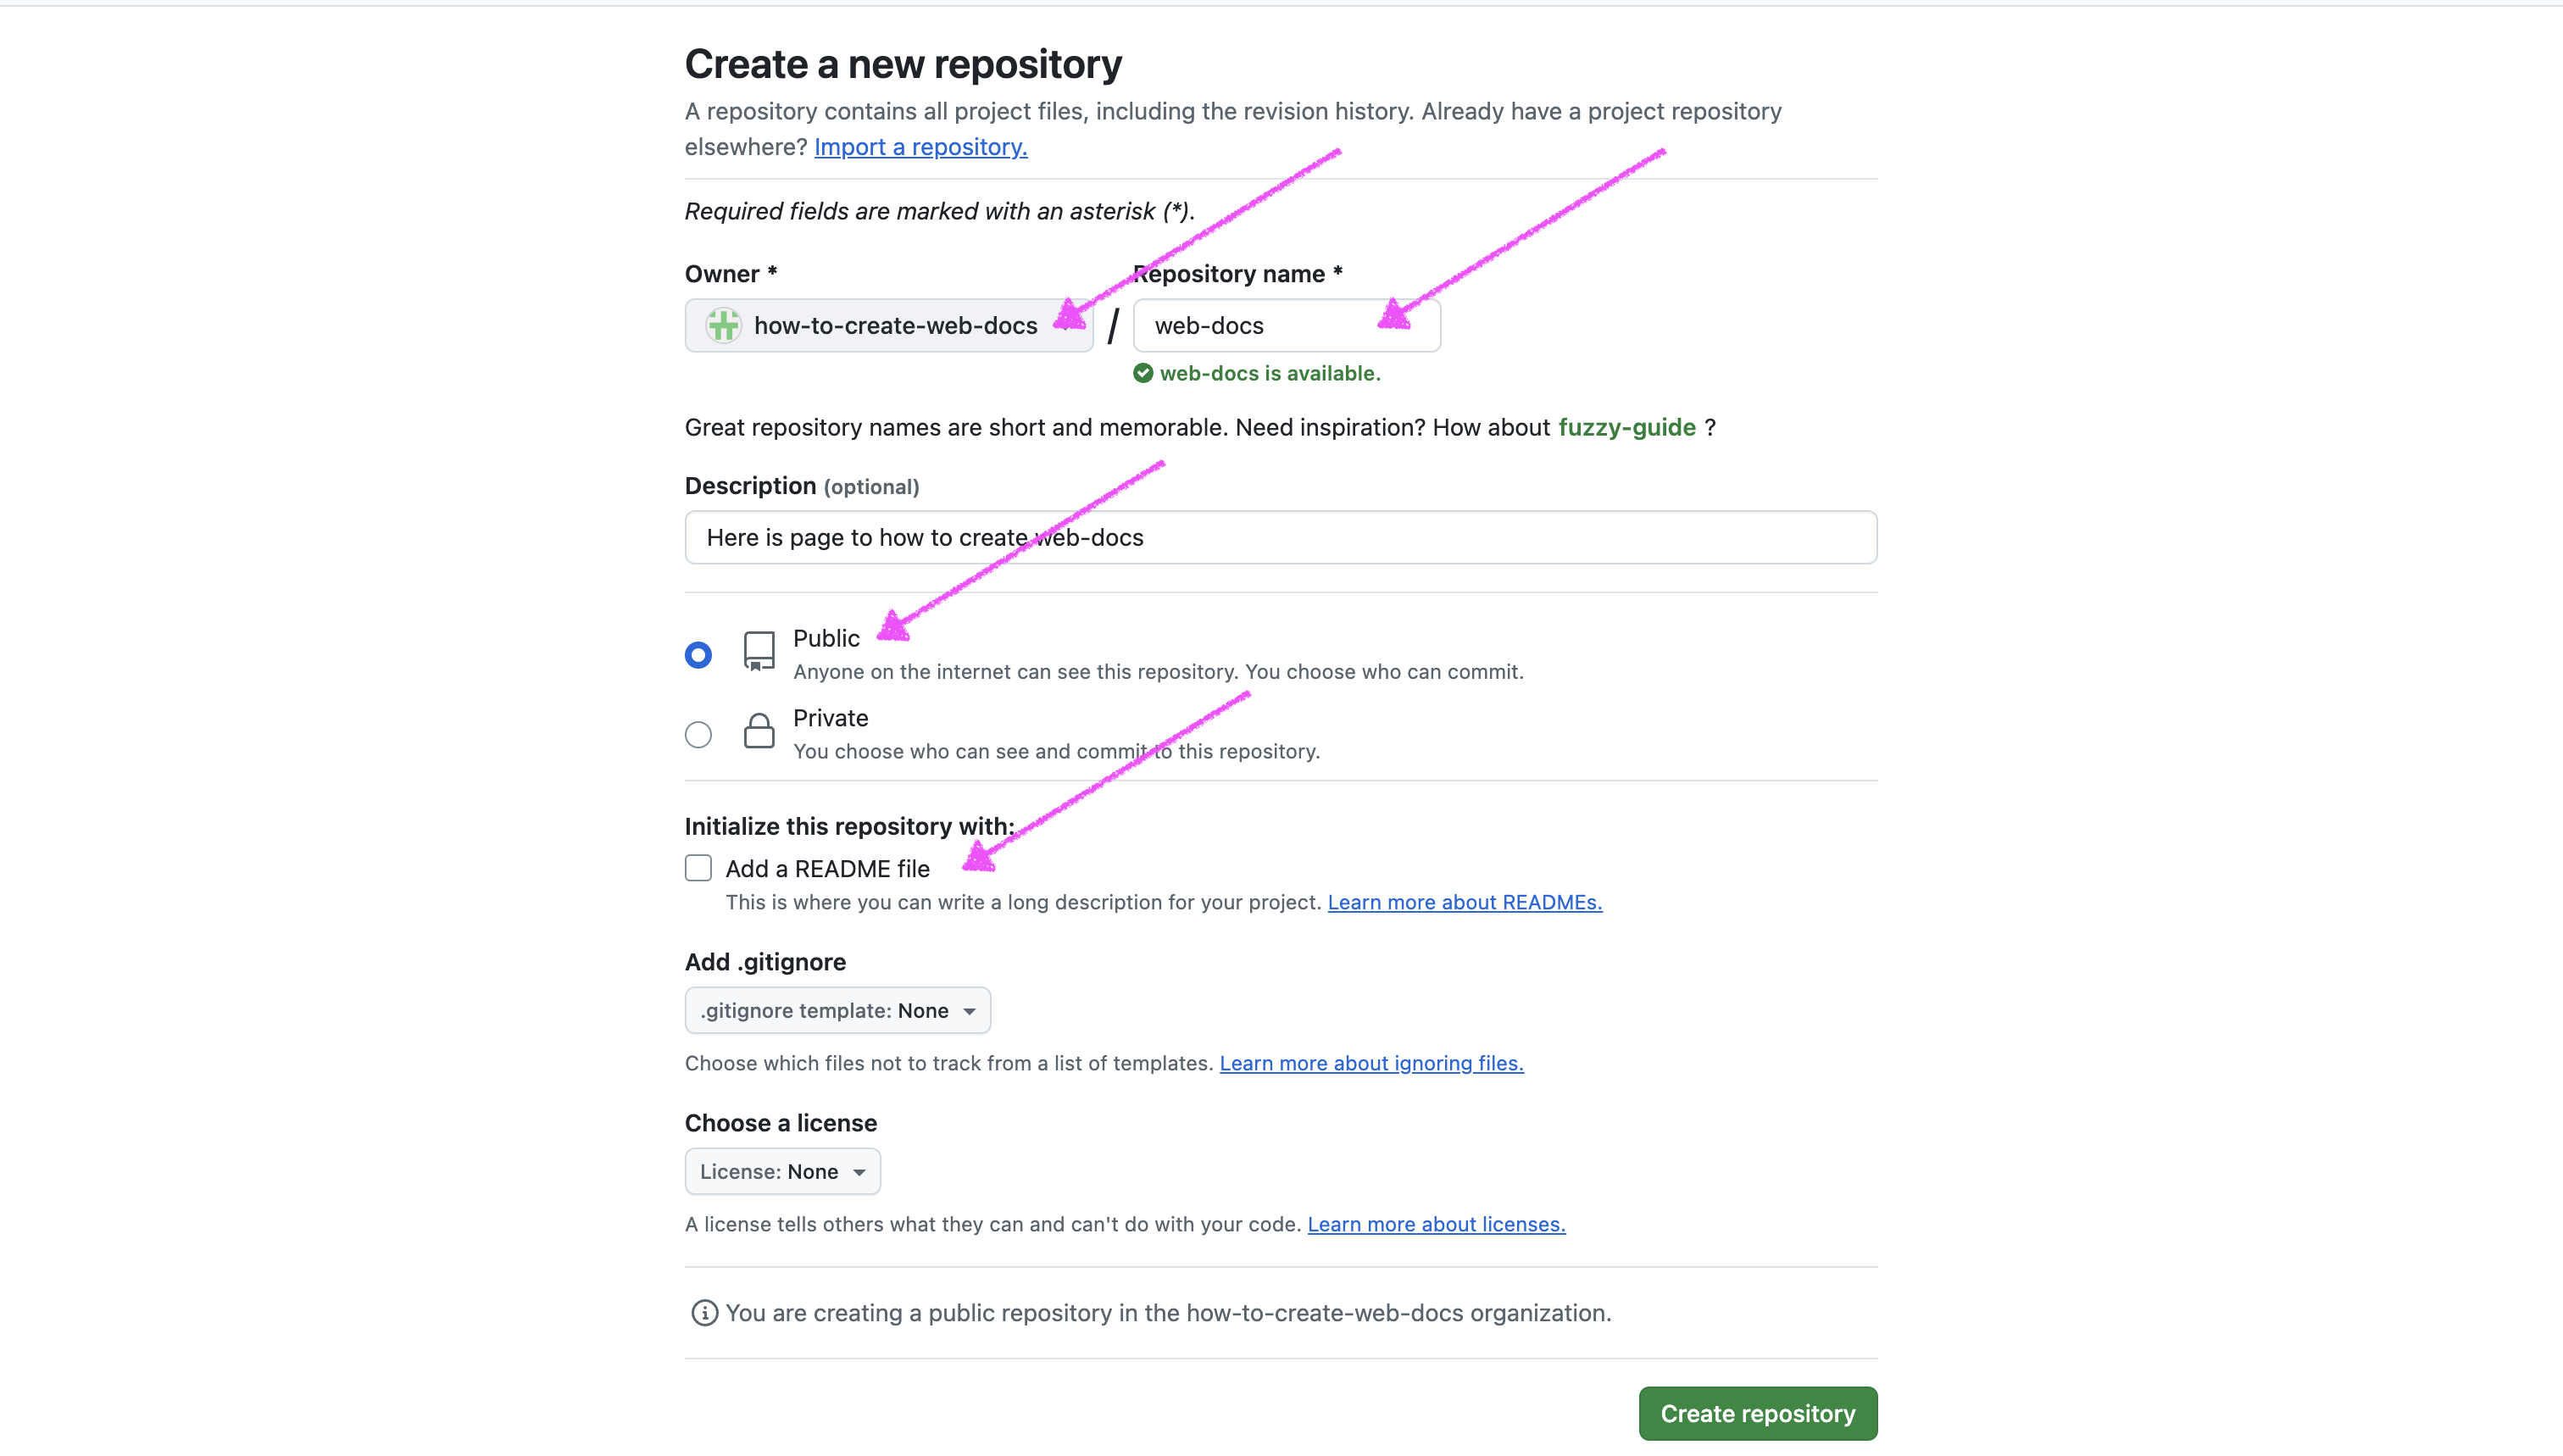 Create a new repository
A repository contains all project files, including the revision history. Already have a project repository
elsewhere? Import a repository.
Required fields are marked with an asterisk (*).
Owner *
Repository name *
how-to-create-web-docs
/
web-docs
web-docs is available.
Great repository names are short and memorable. Need inspiration? How about fuzzy-guide ?
Description (optional)
Here is page to how to create web-docs
Public
Anyone on the internet can see this repository. You choose who can commit.
Private
You choose who can see and commit to this repository.
Initialize this repository with:
Add a README file
This is where you can write a long description for your project. Learn more about READMEs.
Add .gitignore
.gitignore template: None
Choose which files not to track from a list of templates. Learn more about ignoring files.
Choose a license
License: None
A license tells others what they can and can't do with your code. Learn more about licenses.
You are creating a public repository in the how-to-create-web-docs organization.
Create repository